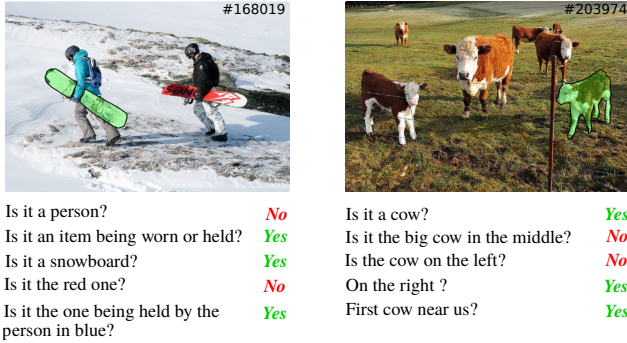 #168019
Is it a person? No
Is it an item being worn or held? Yes
Is it a snowboard? Yes
Is it the red one? No
Is it the one being held by the Yes
person in blue?
#203974
Is it a cow? Yes
Is it the big cow in the middle? No
Is the cow on the left? No
On the right ? Yes
First cow near us? Yes